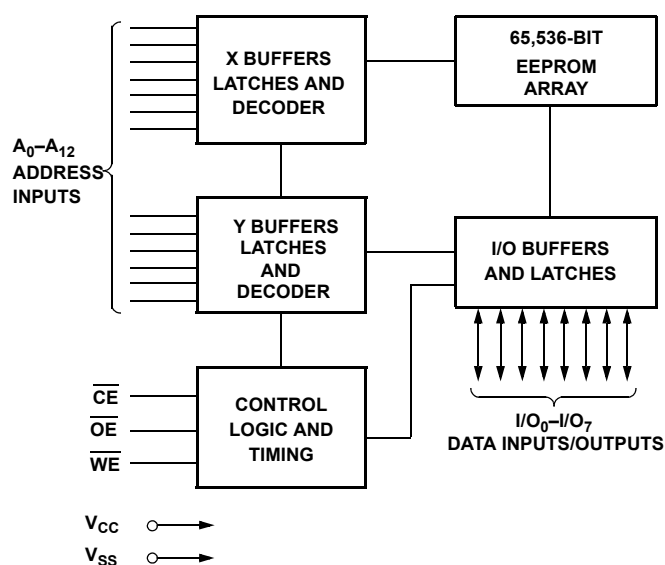 X BUFFERS
LATCHES AND
DECODER
65,536-BIT
EEPROM
ARRAY
A0–A12
ADDRESS
INPUTS
Y BUFFERS
LATCHES
AND
DECODER
I/O BUFFERS
AND LATCHES
CE
OE
WE
CONTROL
LOGIC AND
TIMING
I/O0–I/O7
DATA INPUTS/OUTPUTS
VCC
VSS